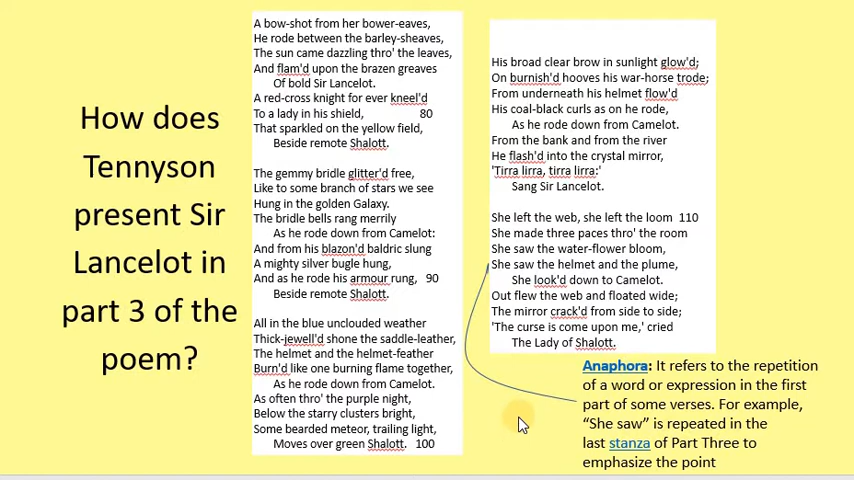 How does
Tennyson
present Sir
Lancelot in
part 3 of the
poem?
A bow-shot from her bower-eaves,
He rode between the barley-sheaves,
The sun came dazzling thro' the leaves,
And flam'd upon the brazen greaves
Of bold Sir Lancelot.
A red-cross knight for ever kneel'd
To a lady in his shield, 80
That sparkled on the yellow field,
Beside remote Shalott.
The gemmy bridle glitter'd free,
Like to some branch of stars we see
Hung in the golden Galaxy.
The bridle bells rang merrily
As he rode down from Camelot:
And from his blazon'd baldric slung
A mighty silver bugle hung,
And as he rode his armour rung, 90
Beside remote Shalott.
All in the blue unclouded weather
Thick-jewell'd shone the saddle-leather,
The helmet and the helmet-feather
Burn'd like one burning flame together,
As he rode down from Camelot.
As often thro' the purple night,
Below the starry clusters bright,
Some bearded meteor, trailing light,
Moves over green Shalott. 100
His broad clear brow in sunlight glow'd;
On burnish'd hooves his war-horse trode;
From underneath his helmet flow'd
His coal-black curls as on he rode,
As he rode down from Camelot.
From the bank and from the river
He flash'd into the crystal mirror,
'Tirra lirra, tirra lirra:'
Sang Sir Lancelot.
She left the web, she left the loom 110
She made three paces thro' the room
She saw the water-flower bloom,
She saw the helmet and the plume,
She look'd down to Camelot.
Out flew the web and floated wide;
The mirror crack'd from side to side;
'The curse is come upon me,' cried
The Lady of Shalott.
Anaphora: It refers to the repetition
of a word or expression in the first
part of some verses. For example,
“She saw” is repeated in the
last stanza of Part Three to
emphasize the point